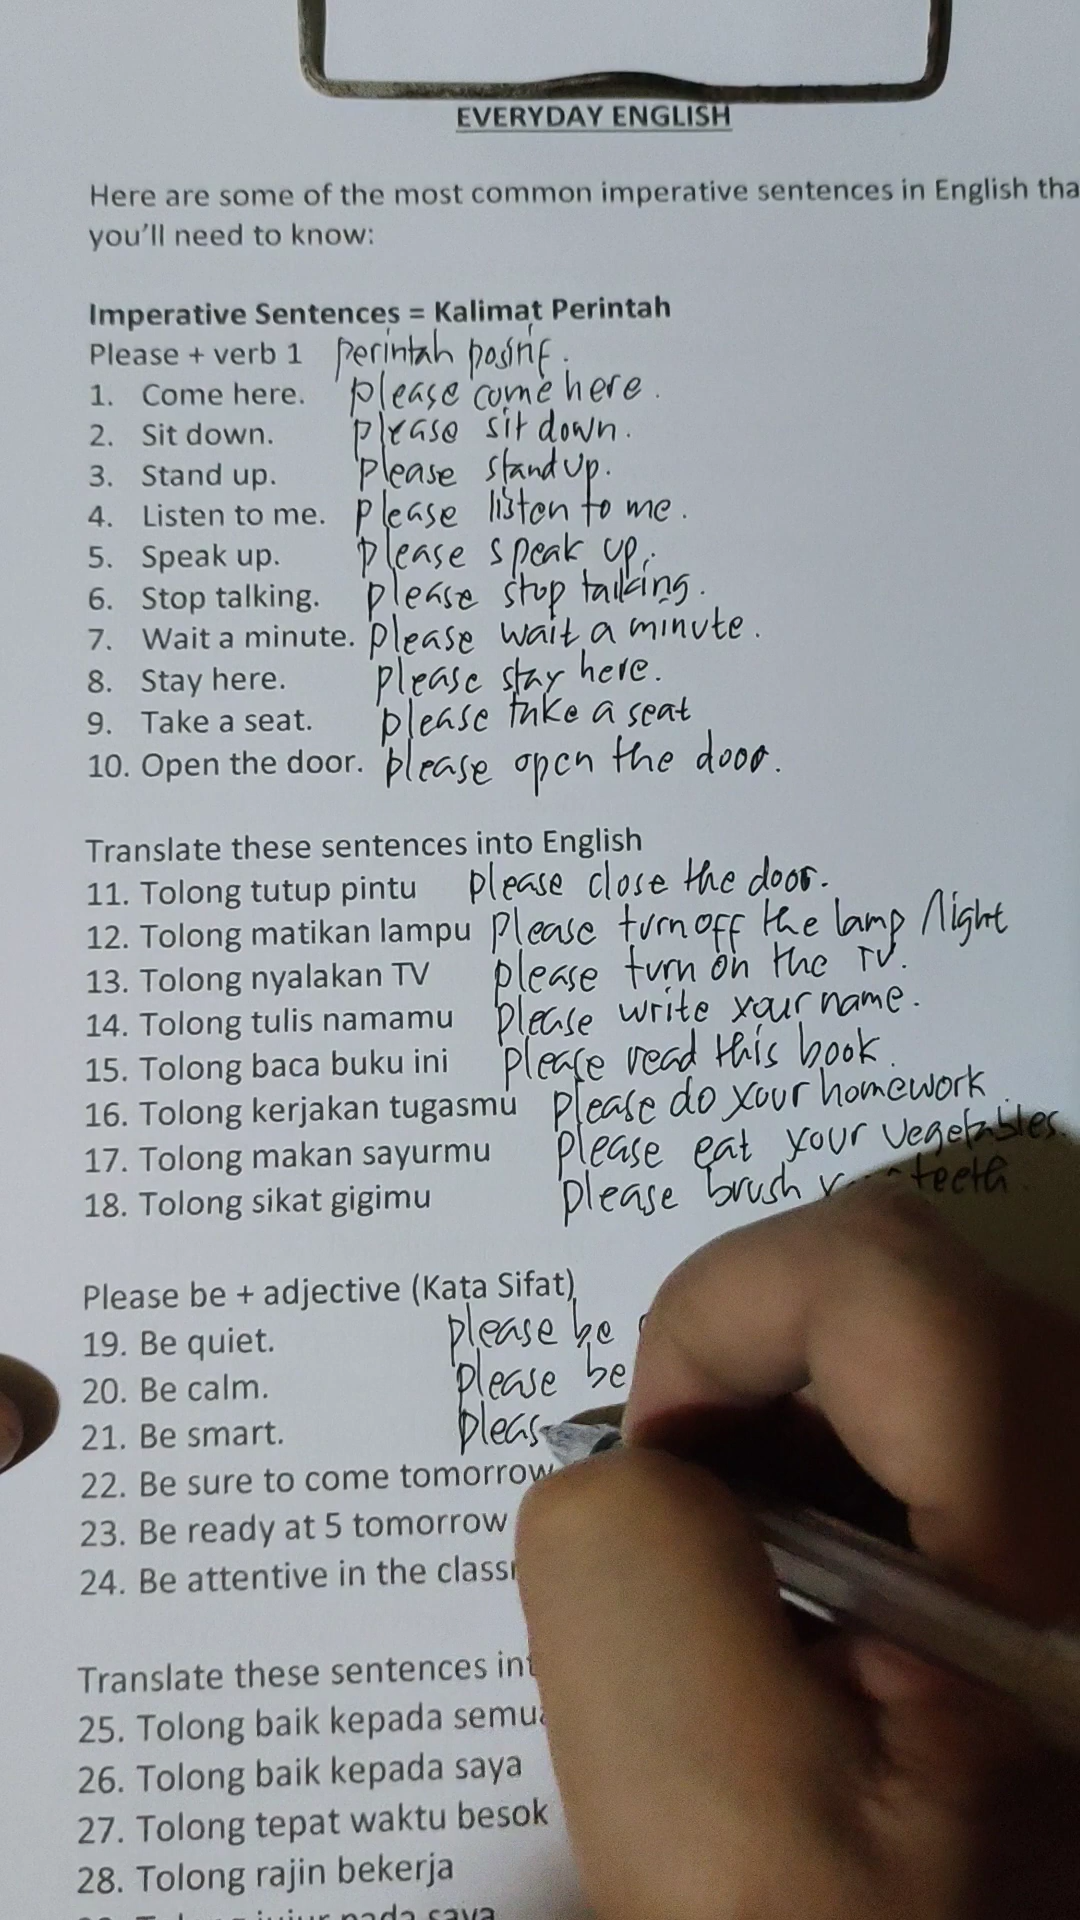 EVERYDAY ENGLISH
Here are some of the most common imperative sentences in English tha
you'll need to know:
Imperative Sentences = Kalimat Perintah
Please + verb 1 perintah positif.
1. Come here. please come here.
2. Sit down. please sit down.
3. Stand up. please stand up.
4. Listen to me. please listen to me.
5. Speak up. please speak up.
6. Stop talking. please stop talking.
7. Wait a minute. please wait a minute.
8. Stay here. please stay here.
9. Take a seat. please take a seat
10. Open the door. please open the door.
Translate these sentences into English
11. Tolong tutup pintu please close the door.
12. Tolong matikan lampu please turn off the lamp / light
13. Tolong nyalakan TV please turn on the TV.
14. Tolong tulis namamu please write your name.
15. Tolong baca buku ini please read this book.
16. Tolong kerjakan tugasmu please do your homework.
17. Tolong makan sayurmu please eat your vegetables.
18. Tolong sikat gigimu please brush teeth.
Please be + adjective (Kata Sifat)
19. Be quiet. please be
20. Be calm. please be
21. Be smart. pleas
22. Be sure to come tomorrow
23. Be ready at 5 tomorrow
24. Be attentive in the class
Translate these sentences int
25. Tolong baik kepada semua
26. Tolong baik kepada saya
27. Tolong tepat waktu besok
28. Tolong rajin bekerja
pada saya